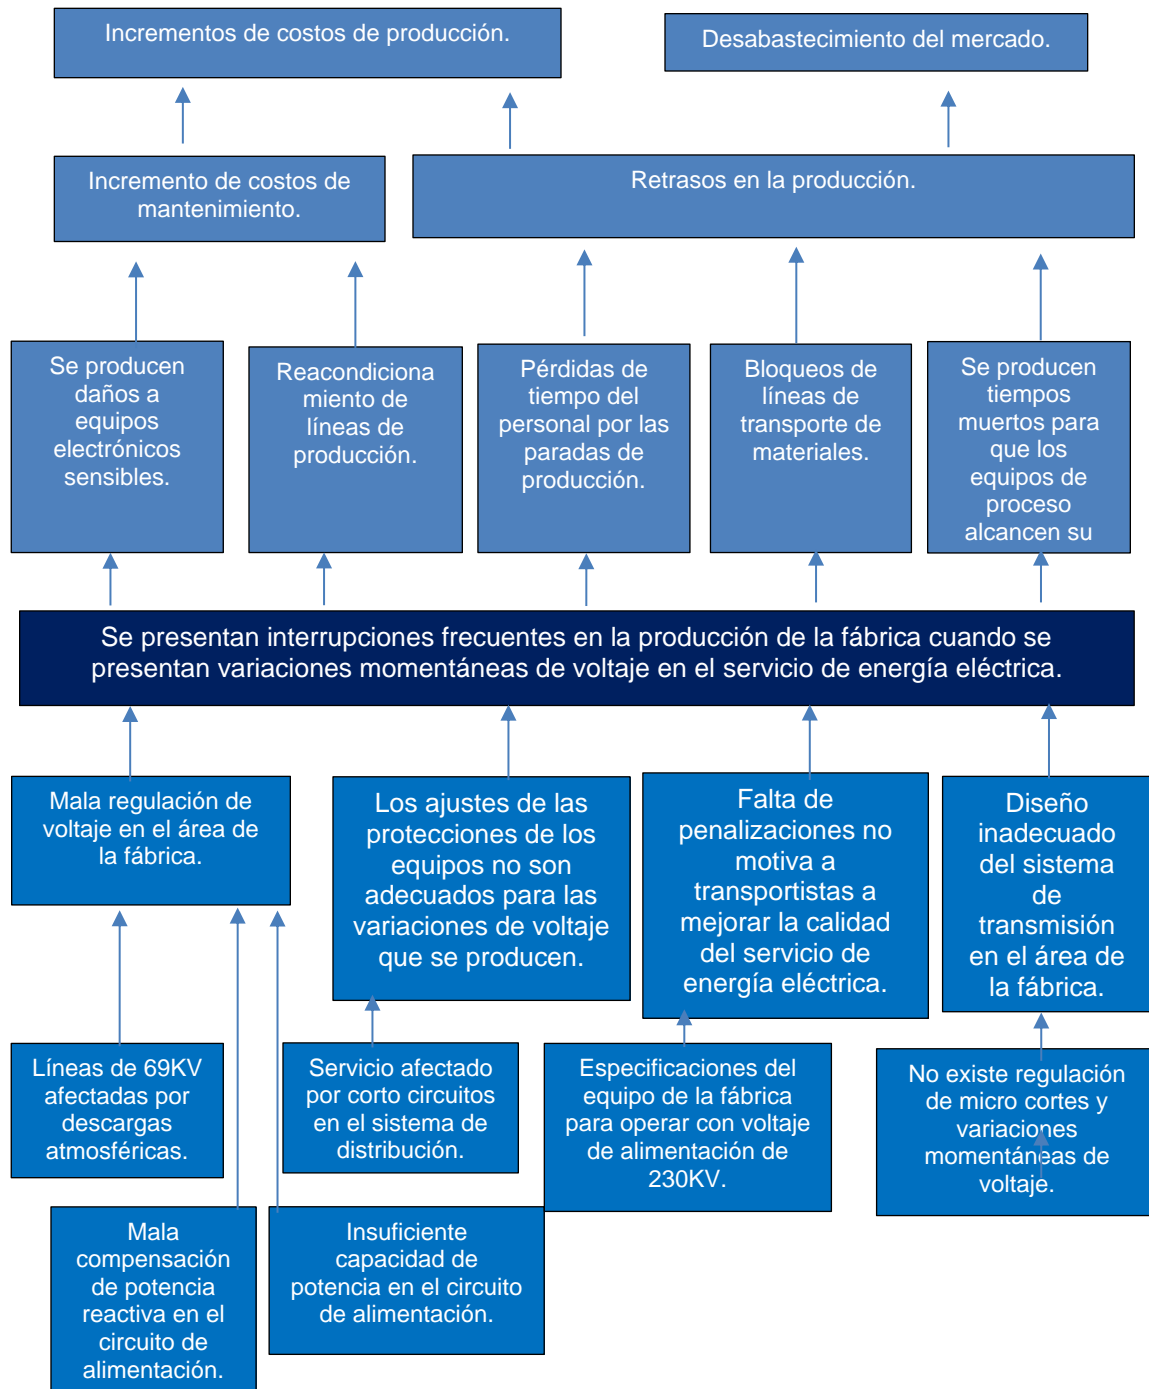 Incrementos de costos de producción.
Desabastecimiento del mercado.
Incremento de costos de
mantenimiento.
Retrasos en la producción.
Se producen
daños a
equipos
electrónicos
sensibles.
Reacondiciona
miento de
líneas de
producción.
Pérdidas de
tiempo del
personal por las
paradas de
producción.
Bloqueos de
líneas de
transporte de
materiales.
Se producen
tiempos
muertos para
que los
equipos de
proceso
alcancen su
Se presentan interrupciones frecuentes en la producción de la fábrica cuando se
presentan variaciones momentáneas de voltaje en el servicio de energía eléctrica.
Mala regulación de
voltaje en el área de
la fábrica.
Los ajustes de las
protecciones de los
equipos no son
adecuados para las
variaciones de voltaje
que se producen.
Falta de
penalizaciones no
motiva a
transportistas a
mejorar la calidad
del servicio de
energía eléctrica.
Diseño
inadecuado
del sistema
de
transmisión
en el área de
la fábrica.
Líneas de 69KV
afectadas por
descargas
atmosféricas.
Servicio afectado
por corto circuitos
en el sistema de
distribución.
Especificaciones del
equipo de la fábrica
para operar con voltaje
de alimentación de
230KV.
No existe regulación
de micro cortes y
variaciones
momentáneas de
voltaje.
Mala
compensación
de potencia
reactiva en el
circuito de
alimentación.
Insuficiente
capacidad de
potencia en el circuito
de alimentación.